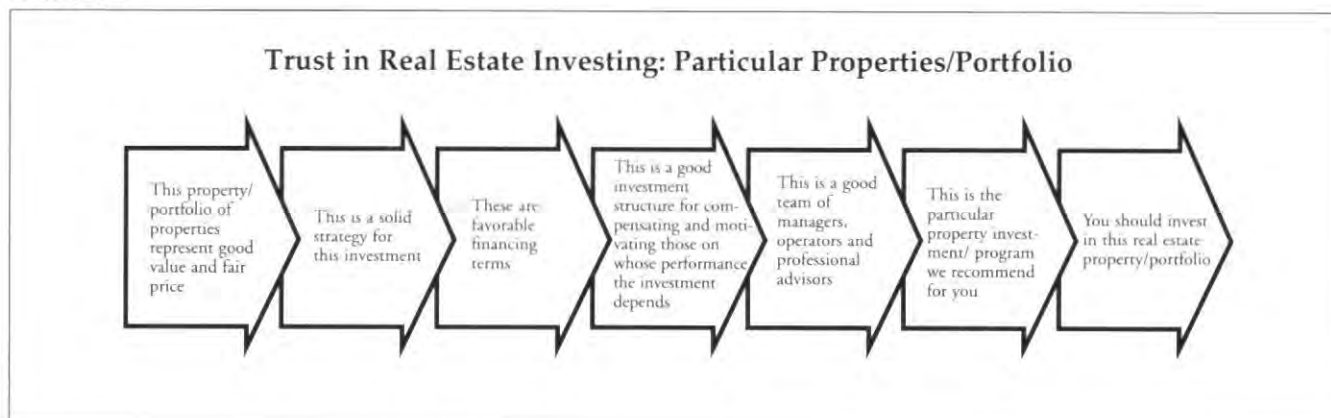 Trust in Real Estate Investing: Particular Properties/Portfolio
This property/
portfolio of
properties
represent good
value and fair
price
This is a solid
strategy for
this investment
These are
favorable
financing
terms
This is a good
investment
structure for com-
pensating and moti-
vating those on
whose performance
the investment
depends
This is a good
team of
managers,
operators and
professional
advisors
This is the
particular
property invest-
ment/ program
we recommend
for you
You should invest
in this real estate
property/portfolio